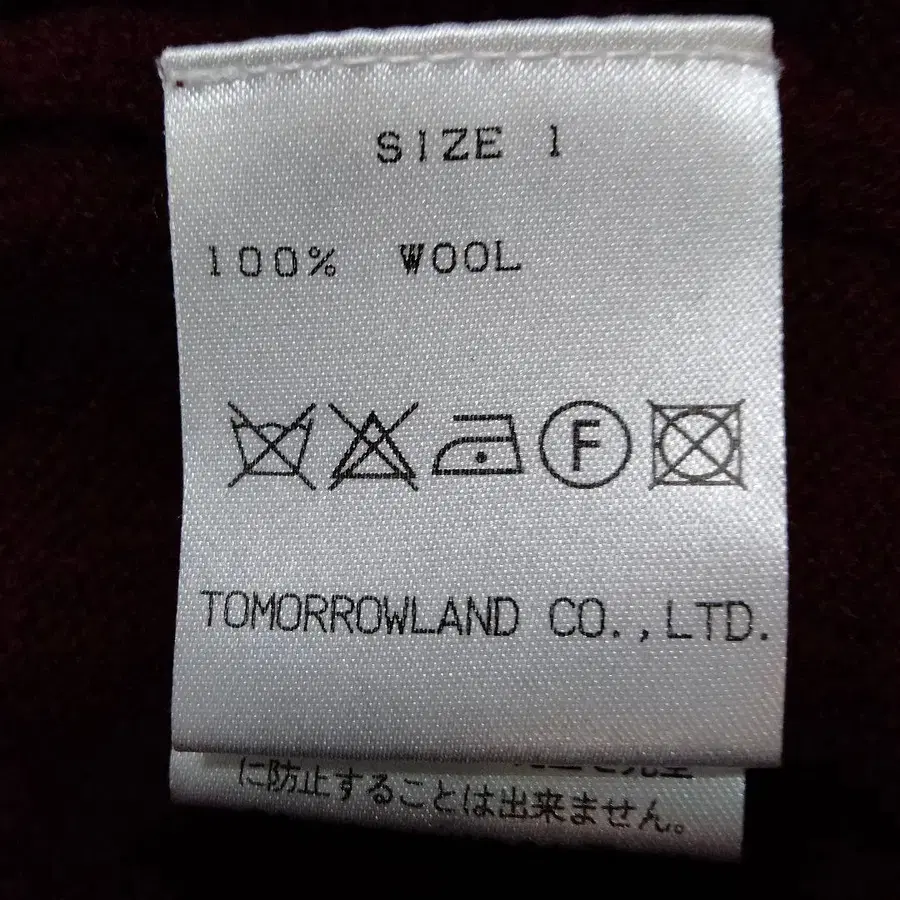 SIZE 1
100% WOOL
F
TOMORROWLAND CO.,LTD.
に防止することは出来ません。